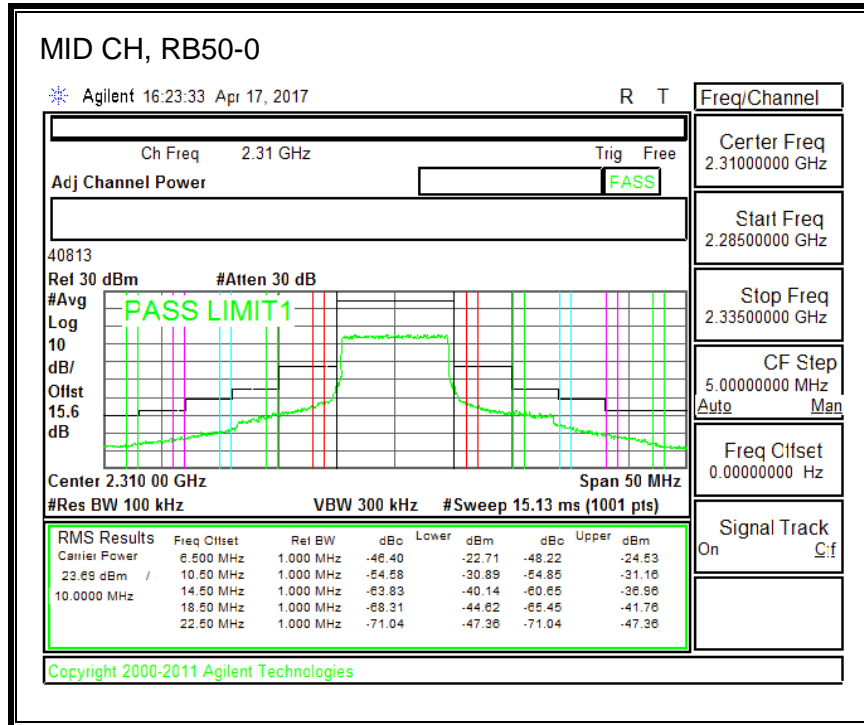 MID CH, RB50-0
Agilent 16:23:33 Apr 17, 2017 R T
Ch Freq 2.31 GHz Trig Free
Adj Channel Power PASS
40813
Ref 30 dBm #Atten 30 dB
#Avg
Log
10
dB/
Offst
15.6
dB
PASS LIMIT1
Center 2.310 00 GHz Span 50 MHz
#Res BW 100 kHz VBW 300 kHz #Sweep 15.13 ms (1001 pts)
RMS Results Freq Offset Ref BW dBc Lower dBm dBc Upper dBm
Carrier Power 6.500 MHz 1.000 MHz -46.40 -22.71 -48.22 -24.53
23.69 dBm / 10.50 MHz 1.000 MHz -54.58 -30.89 -54.85 -31.16
10.0000 MHz 14.50 MHz 1.000 MHz -63.83 -40.14 -60.65 -36.96
18.50 MHz 1.000 MHz -68.31 -44.62 -65.45 -41.76
22.50 MHz 1.000 MHz -71.04 -47.36 -71.04 -47.36
Copyright 2000-2011 Agilent Technologies
Freq/Channel
Center Freq
2.31000000 GHz
Start Freq
2.28500000 GHz
Stop Freq
2.33500000 GHz
CF Step
5.00000000 MHz
Auto Man
Freq Offset
0.00000000 Hz
Signal Track
On Off